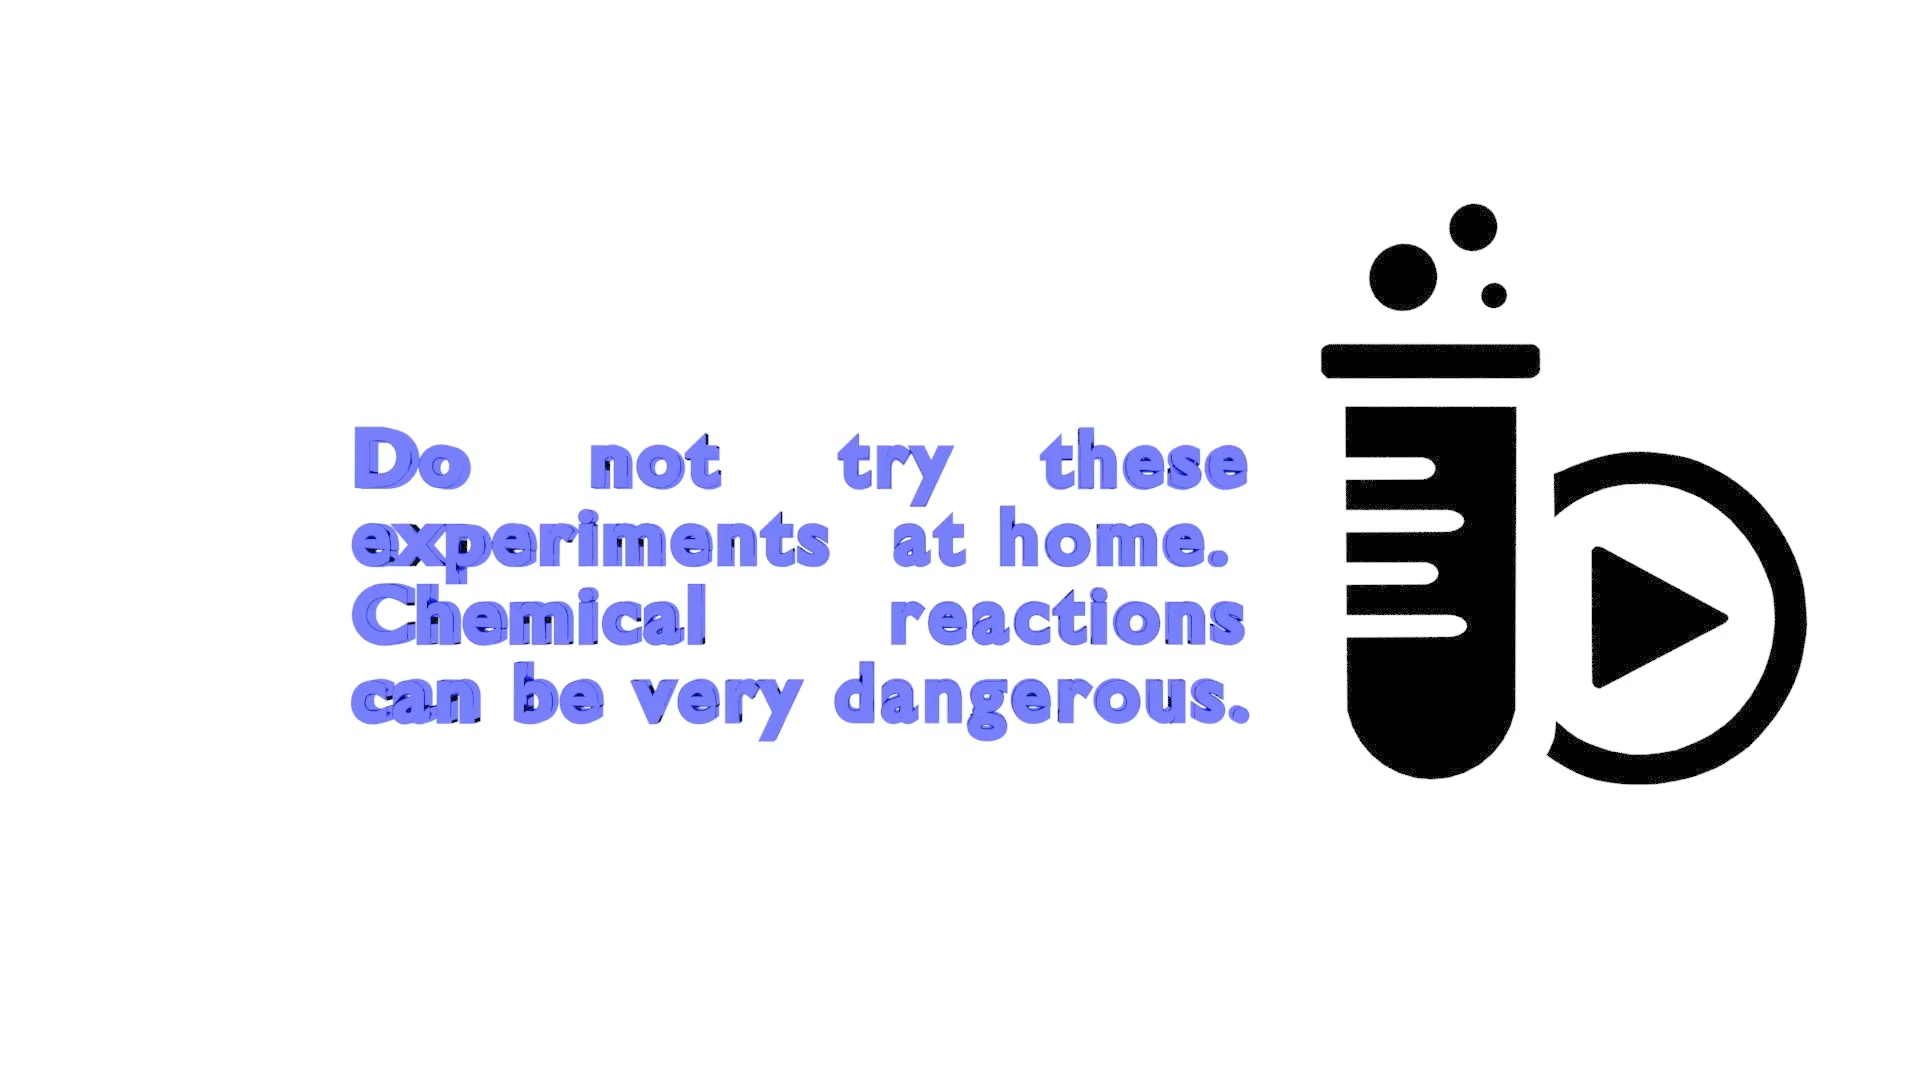 Do not try these
experiments at home.
Chemical reactions
can be very dangerous.